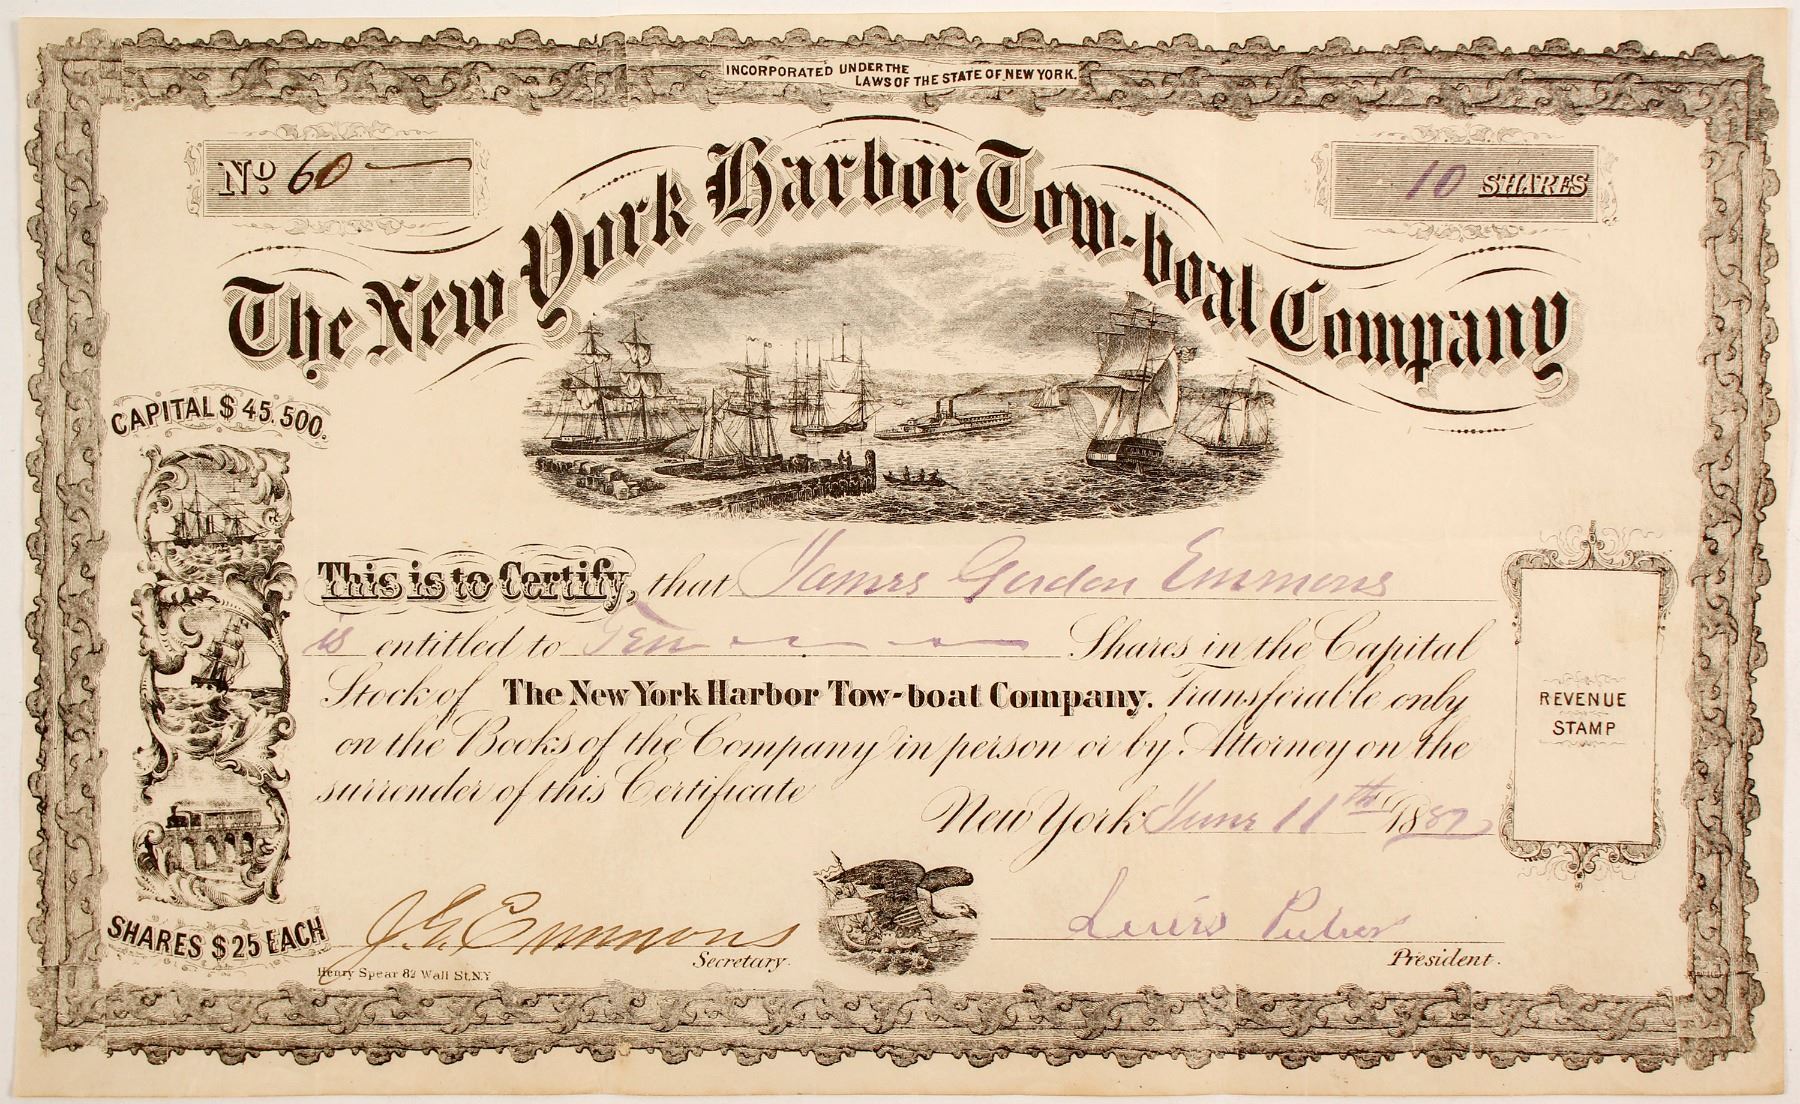 INCORPORATED UNDER THE
LAWS OF THE STATE OF NEW YORK.
No. 60
10 SHARES
The New York Harbor Tow-boat Company
CAPITAL $45.500.
This is to Certify, that James Gordon Emmons
is entitled to Ten Shares in the Capital
Stock of The New York Harbor Tow-boat Company. Transferable only
on the Books of the Company in person or by Attorney on the
surrender of this Certificate
New York June 11th 1882
REVENUE
STAMP
SHARES $25 EACH
J. G. Emmons
Secretary.
Louis
President.
Henry Spear 82 Wall St. N.Y